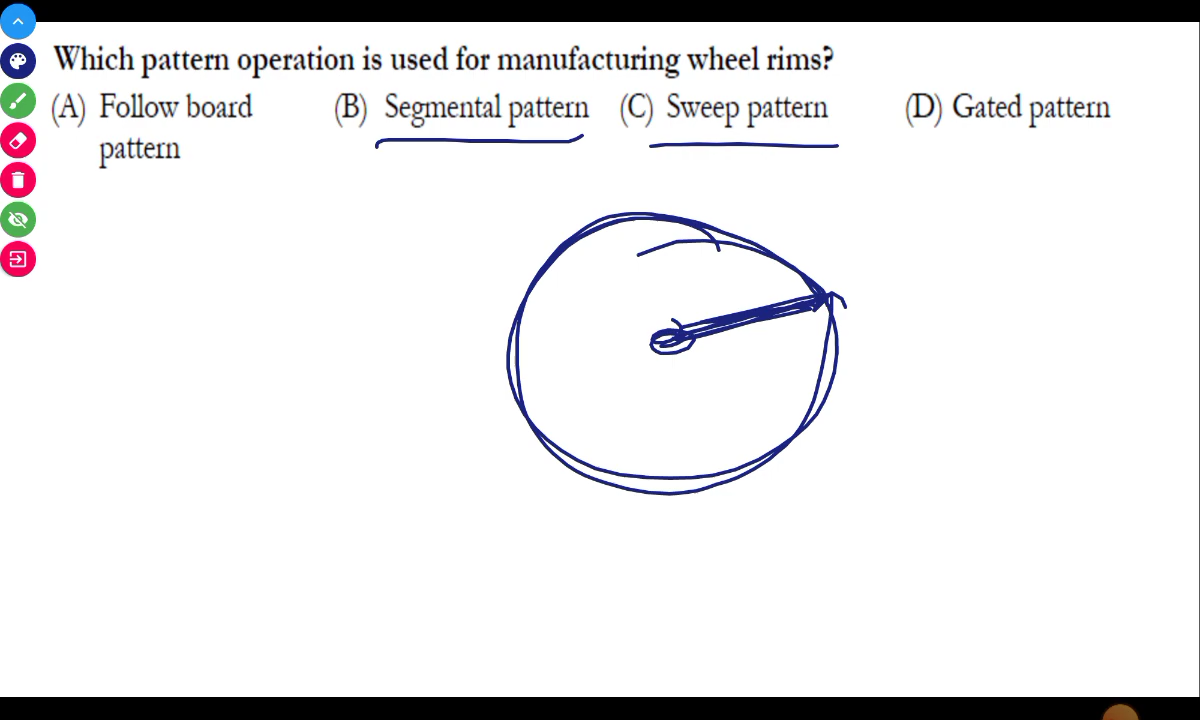 Which pattern operation is used for manufacturing wheel rims?
(A) Follow board pattern
(B) Segmental pattern
(C) Sweep pattern
(D) Gated pattern